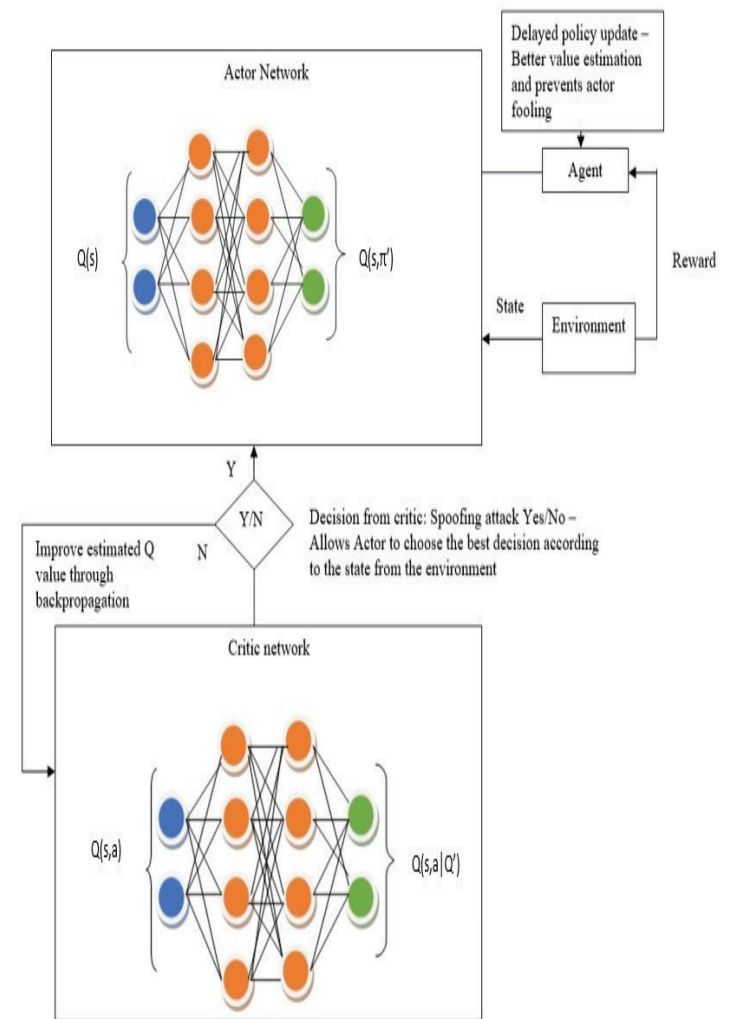 Delayed policy update –
Better value estimation
and prevents actor
fooling
Actor Network
Agent
Q(s)
Q(s,π’)
Reward
State
Environment
Y
Y/N
N
Decision from critic: Spoofing attack Yes/No –
Allows Actor to choose the best decision according
to the state from the environment
Improve estimated Q
value through
backpropagation
Critic network
Q(s,a)
Q(s,a|Q’)